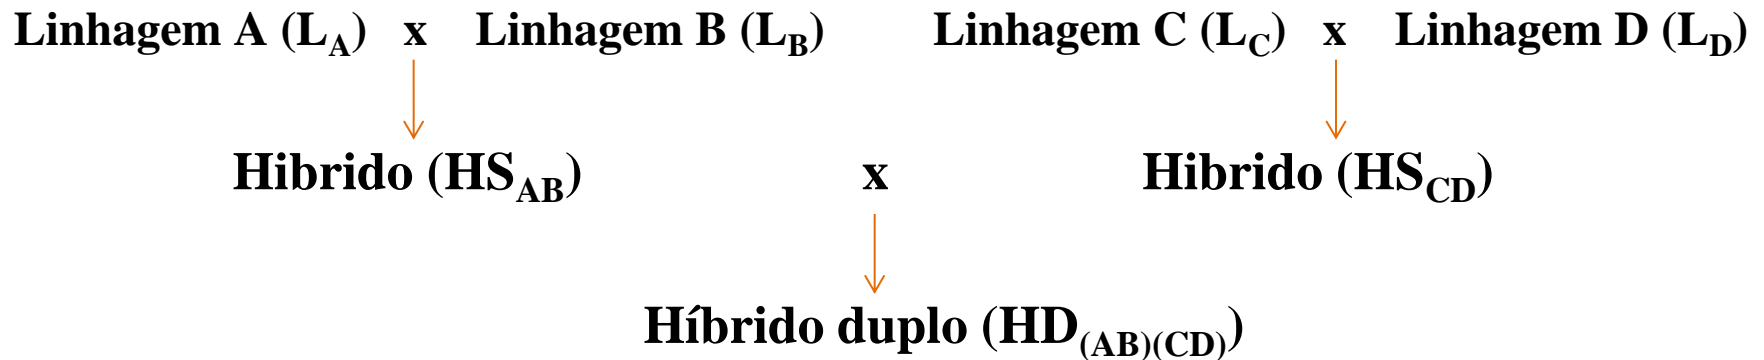 Linhagem A (L_A) x Linhagem B (L_B) Linhagem C (L_C) x Linhagem D (L_D)
Hibrido (HS_AB) x Hibrido (HS_CD)
Híbrido duplo (HD_(AB)(CD))